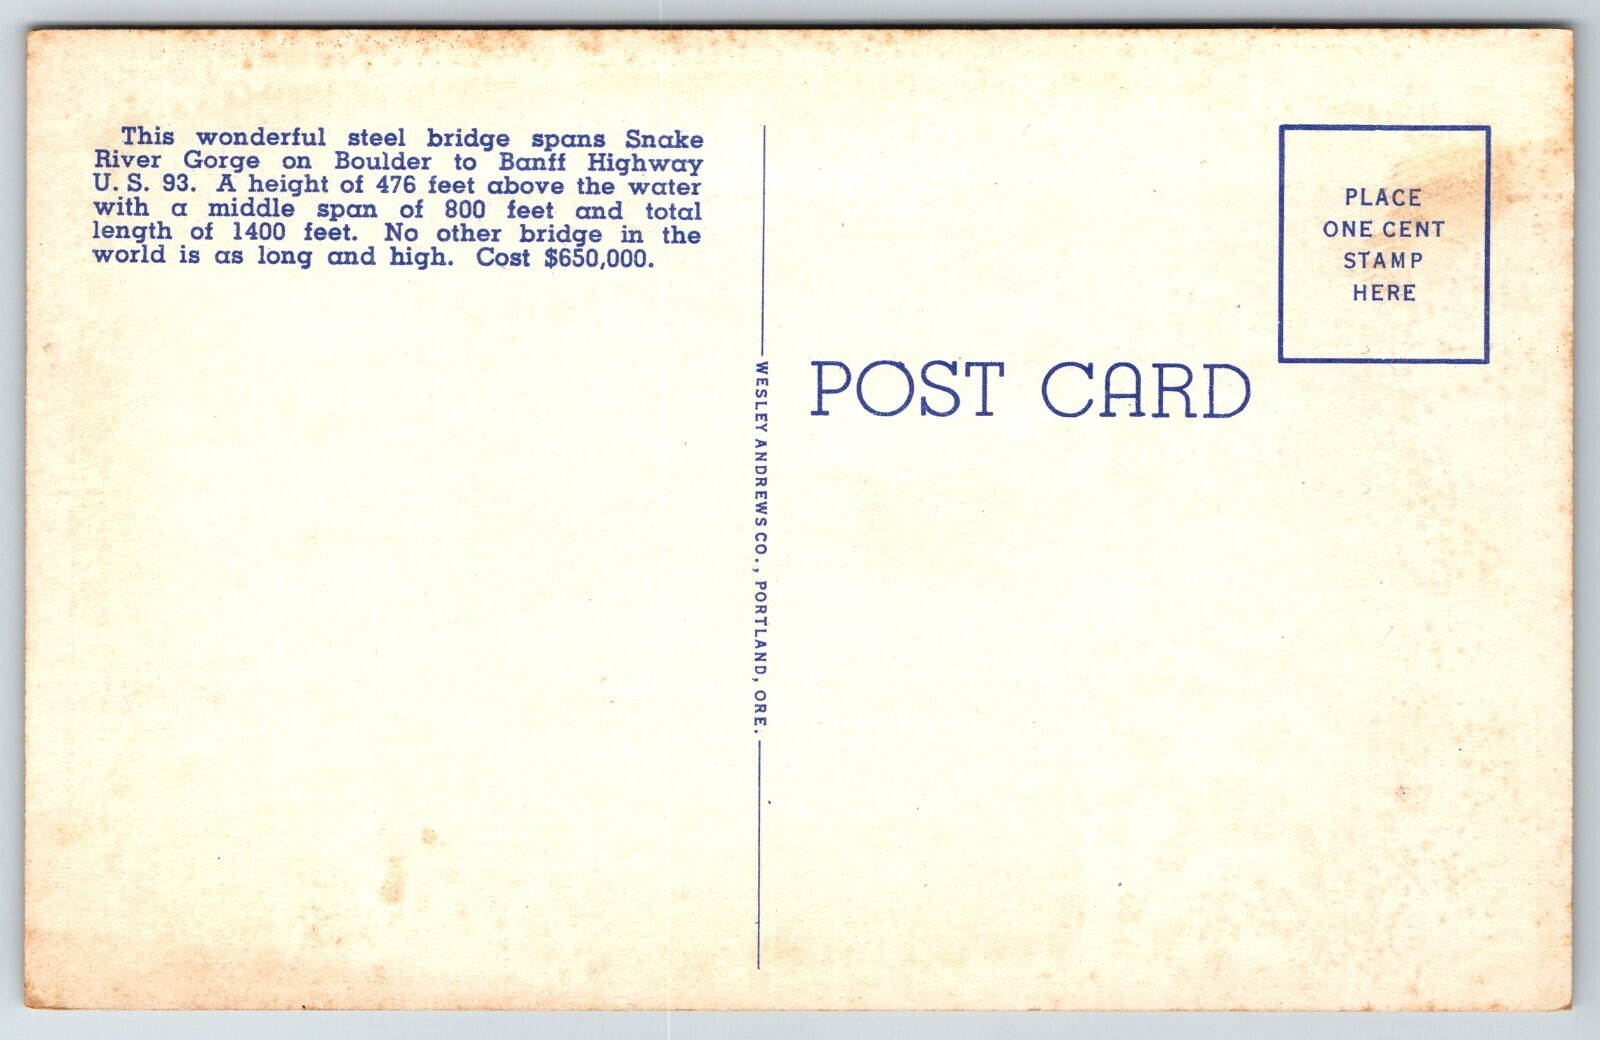 This wonderful steel bridge spans Snake
River Gorge on Boulder to Banff Highway
U. S. 93. A height of 476 feet above the water
with a middle span of 800 feet and total
length of 1400 feet. No other bridge in the
world is as long and high. Cost $650,000.
WESLEY ANDREWS CO., PORTLAND, ORE.
POST CARD
PLACE
ONE CENT
STAMP
HERE